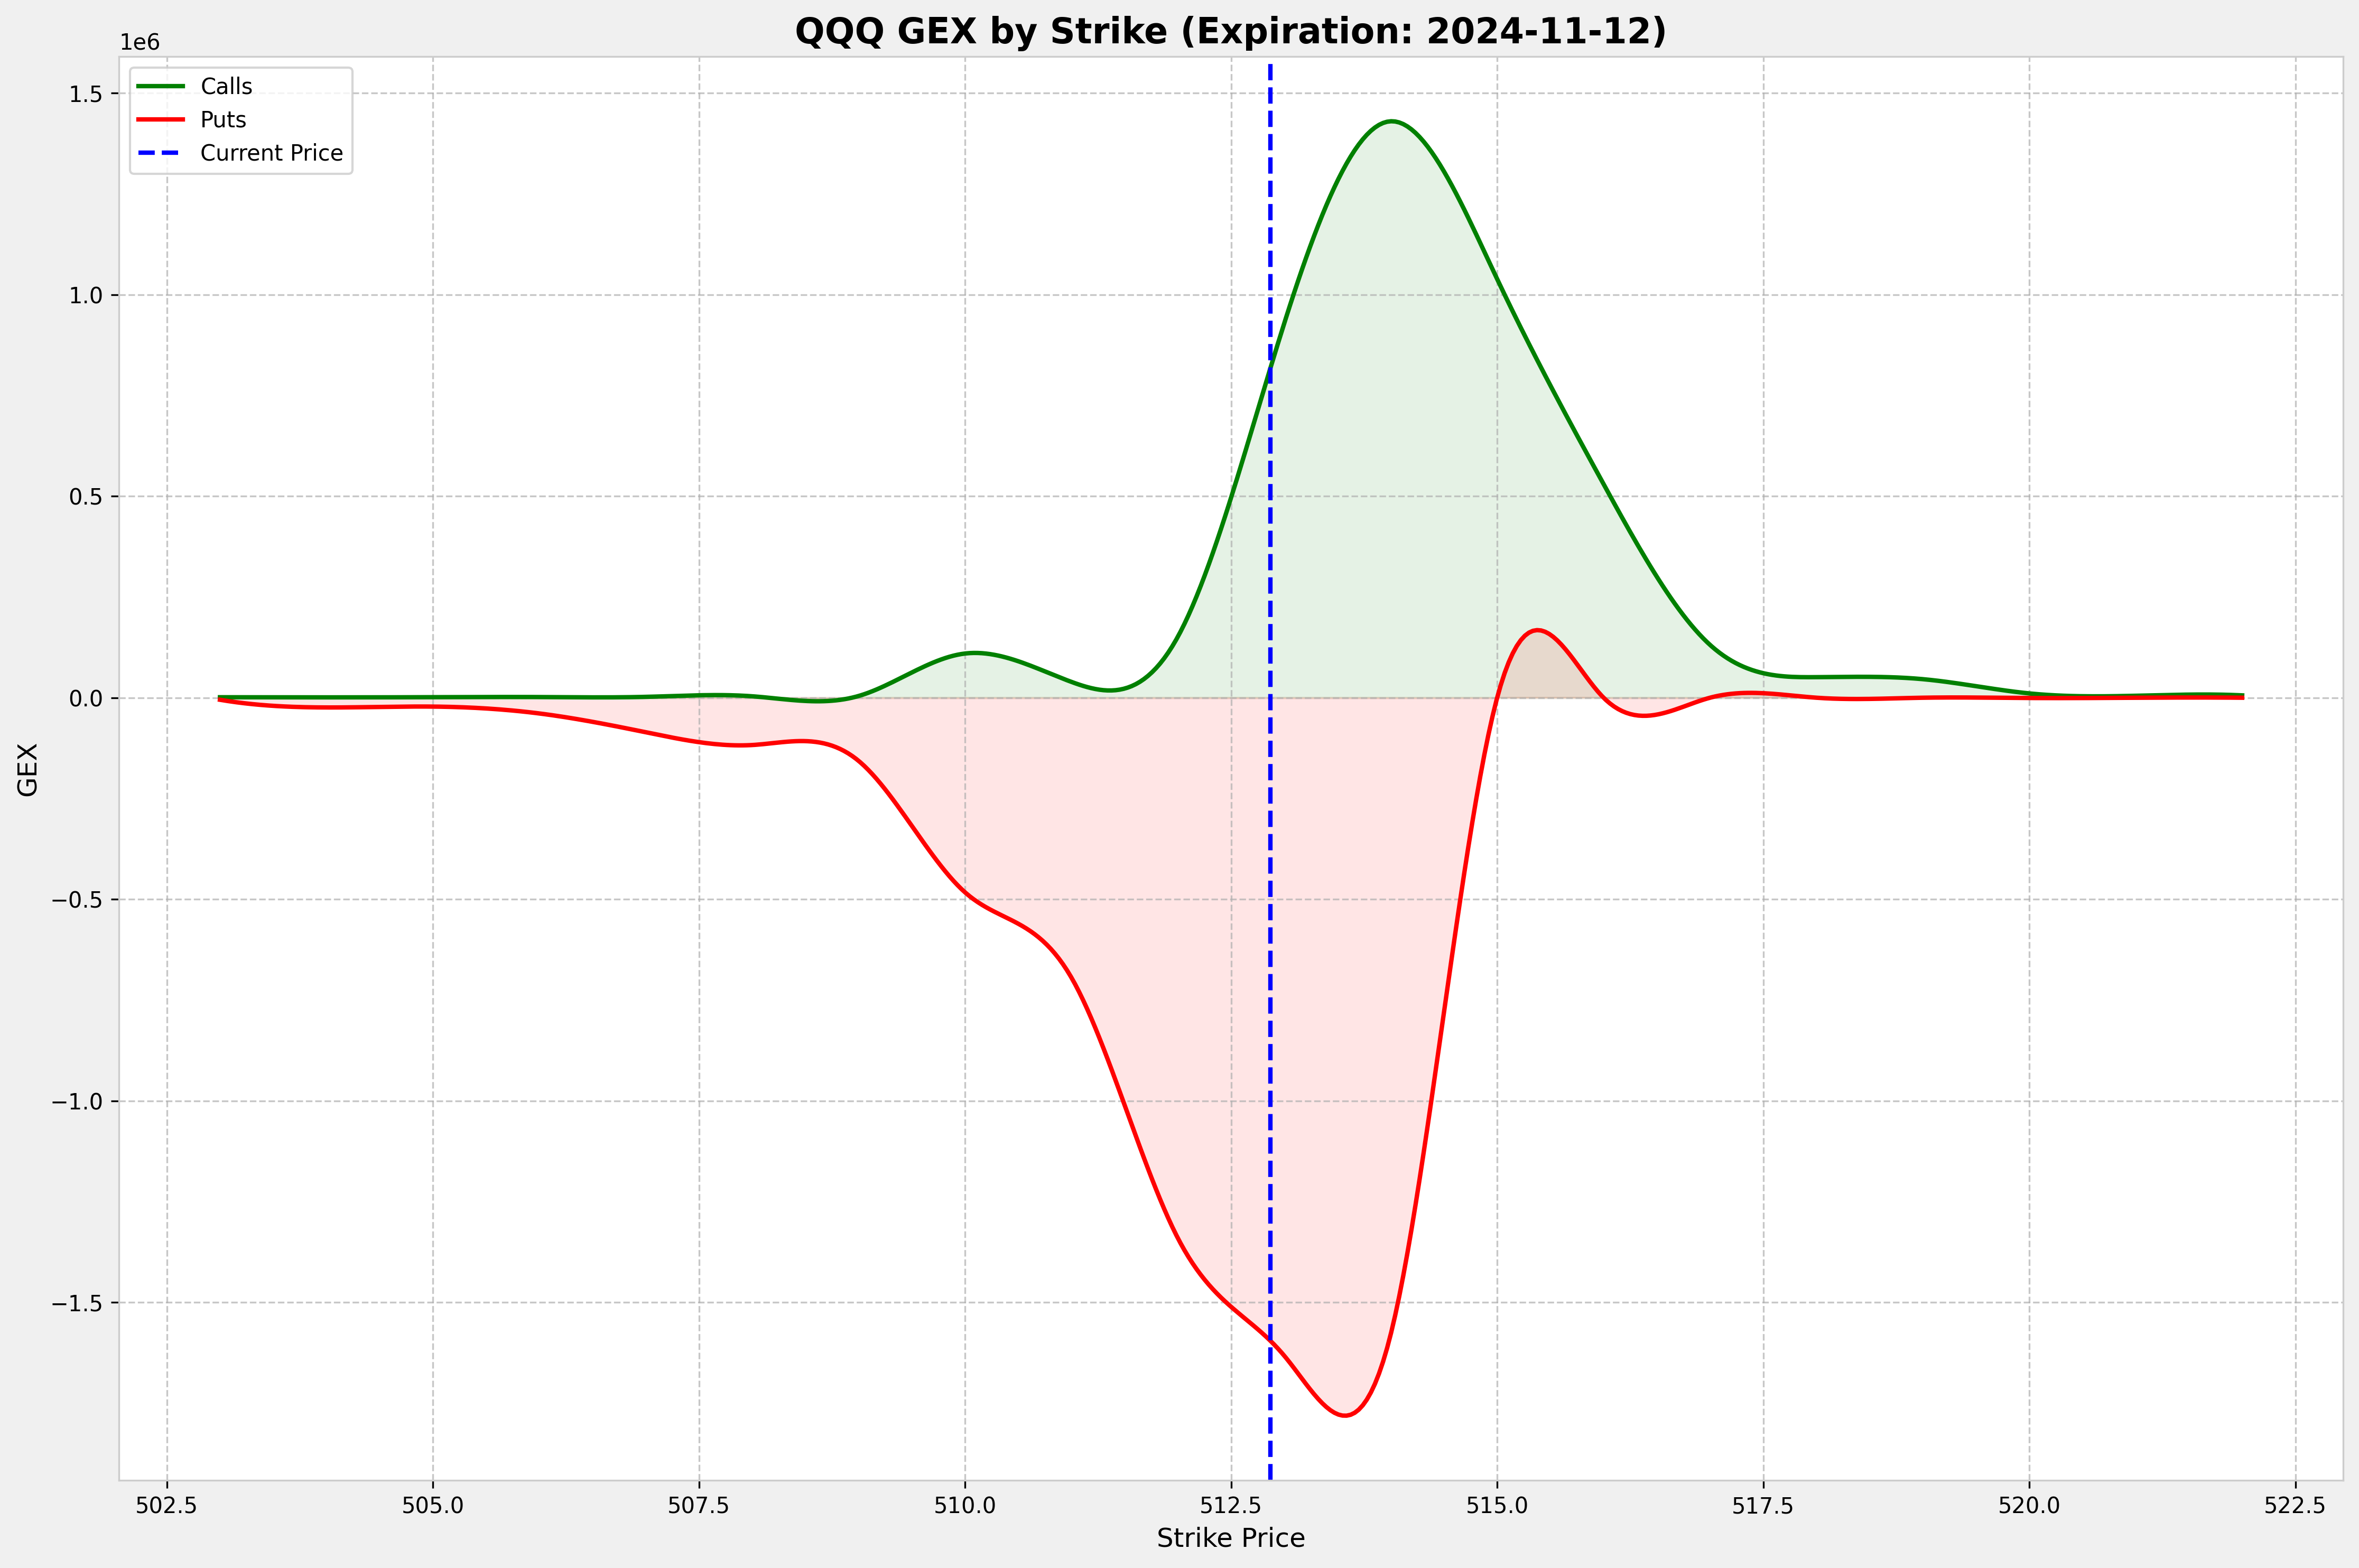 QQQ GEX by Strike (Expiration: 2024-11-12)
1e6
Calls
Puts
Current Price
1.5
1.0
0.5
0.0
−0.5
−1.0
−1.5
GEX
502.5 505.0 507.5 510.0 512.5 515.0 517.5 520.0 522.5
Strike Price